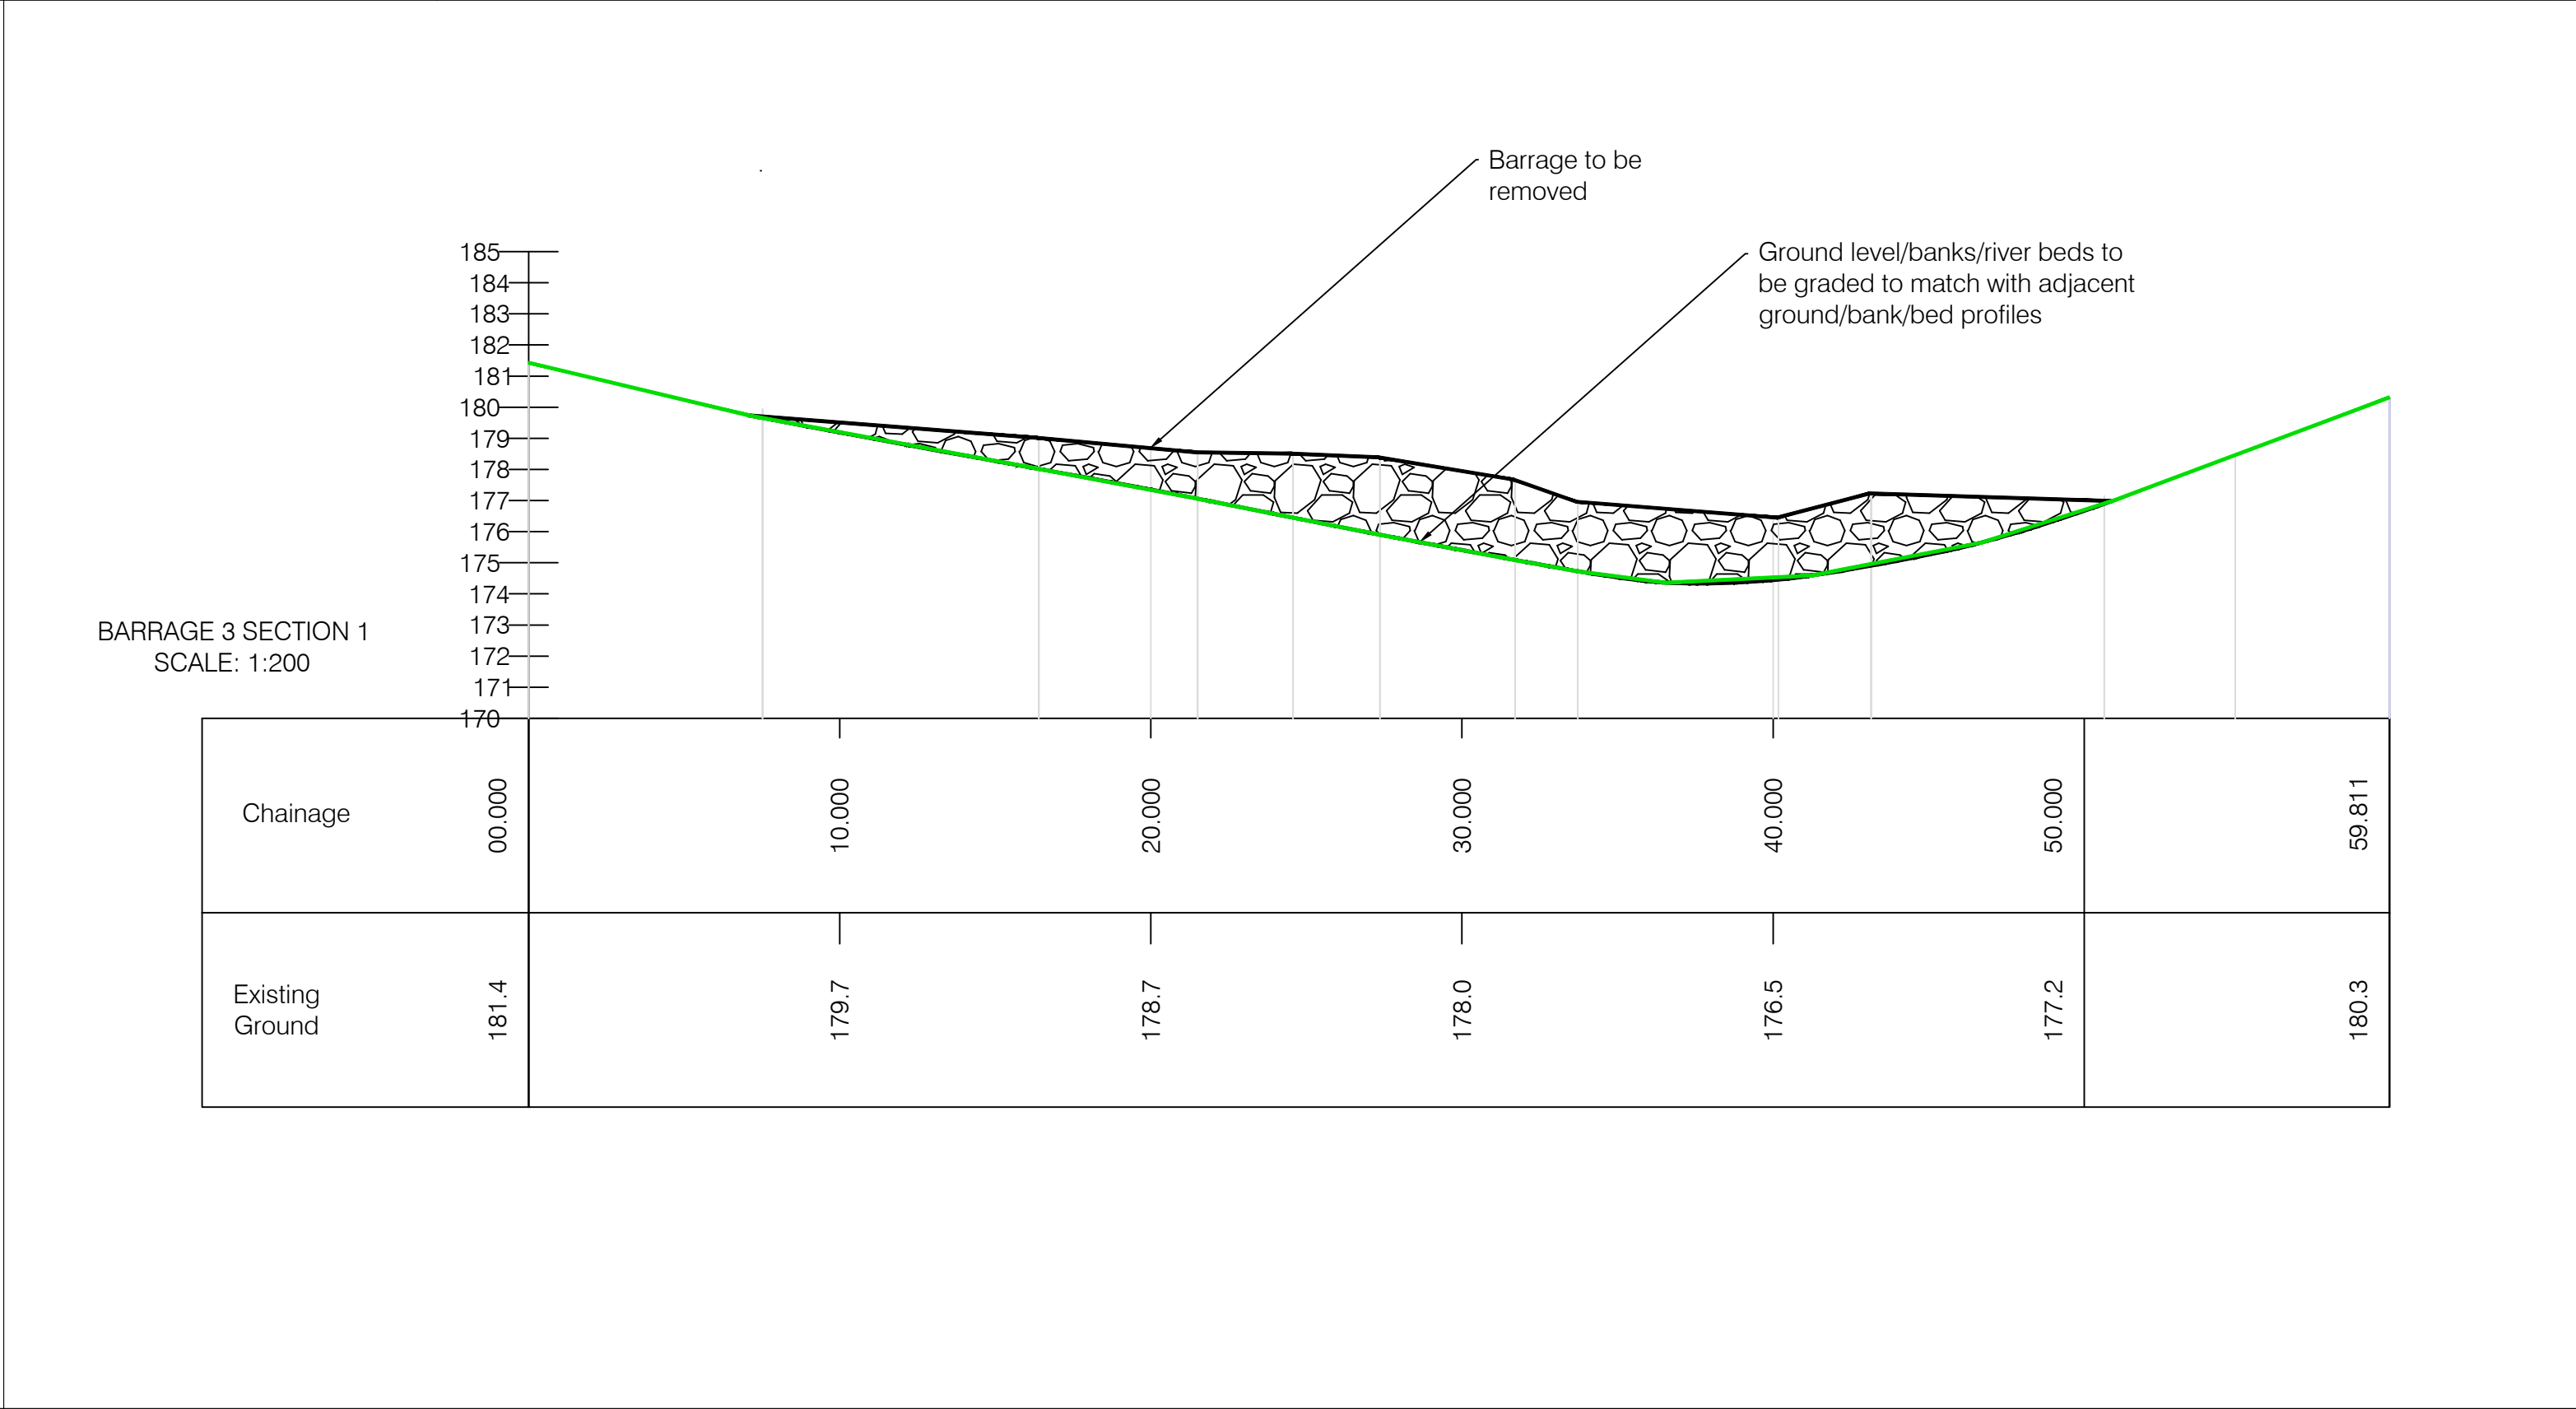 Barrage to be
removed
Ground level/banks/river beds to
be graded to match with adjacent
ground/bank/bed profiles
185
184
183
182
181
180
179
178
177
176
175
174
173
172
171
170
BARRAGE 3 SECTION 1
SCALE: 1:200
Chainage 00.000 10.000 20.000 30.000 40.000 50.000 59.811
Existing
Ground
181.4 179.7 178.7 178.0 176.5 177.2 180.3